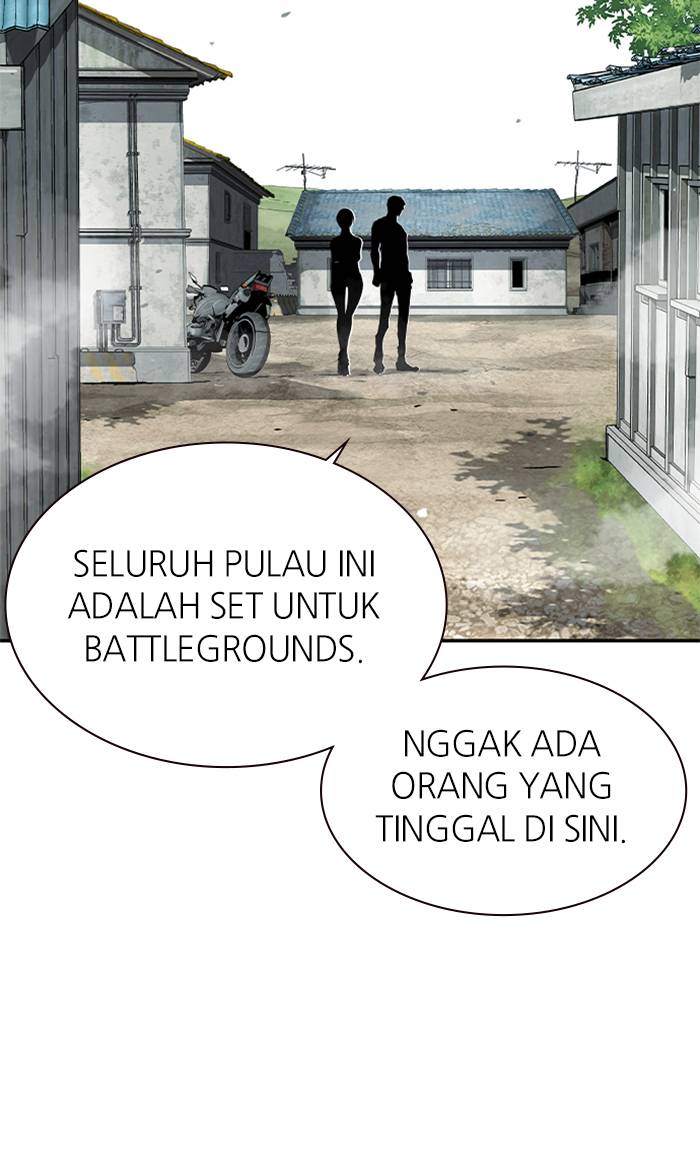 SELURUH PULAU INI
ADALAH SET UNTUK
BATTLEGROUNDS.
NGGAK ADA
ORANG YANG
TINGGAL DI SINI.